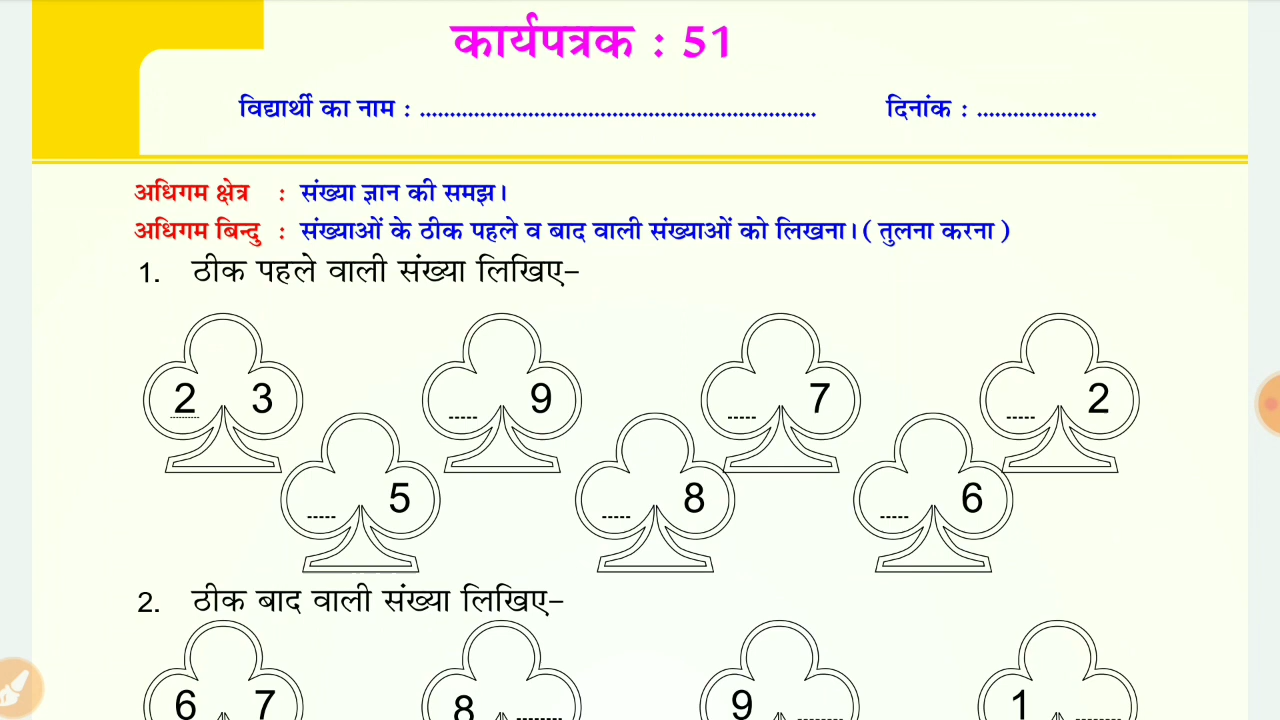 कार्यपत्रक : 51
विद्यार्थी का नाम : .................................................................. दिनांक : ....................
अधिगम क्षेत्र : संख्या ज्ञान की समझ।
अधिगम बिन्दु : संख्याओं के ठीक पहले व बाद वाली संख्याओं को लिखना। ( तुलना करना )
1. ठीक पहले वाली संख्या लिखिए–
2 3 ----- 9 ----- 7 ----- 2
----- 5 ----- 8 ----- 6
2. ठीक बाद वाली संख्या लिखिए–
6 7 8 -------- 9 -------- 1 --------